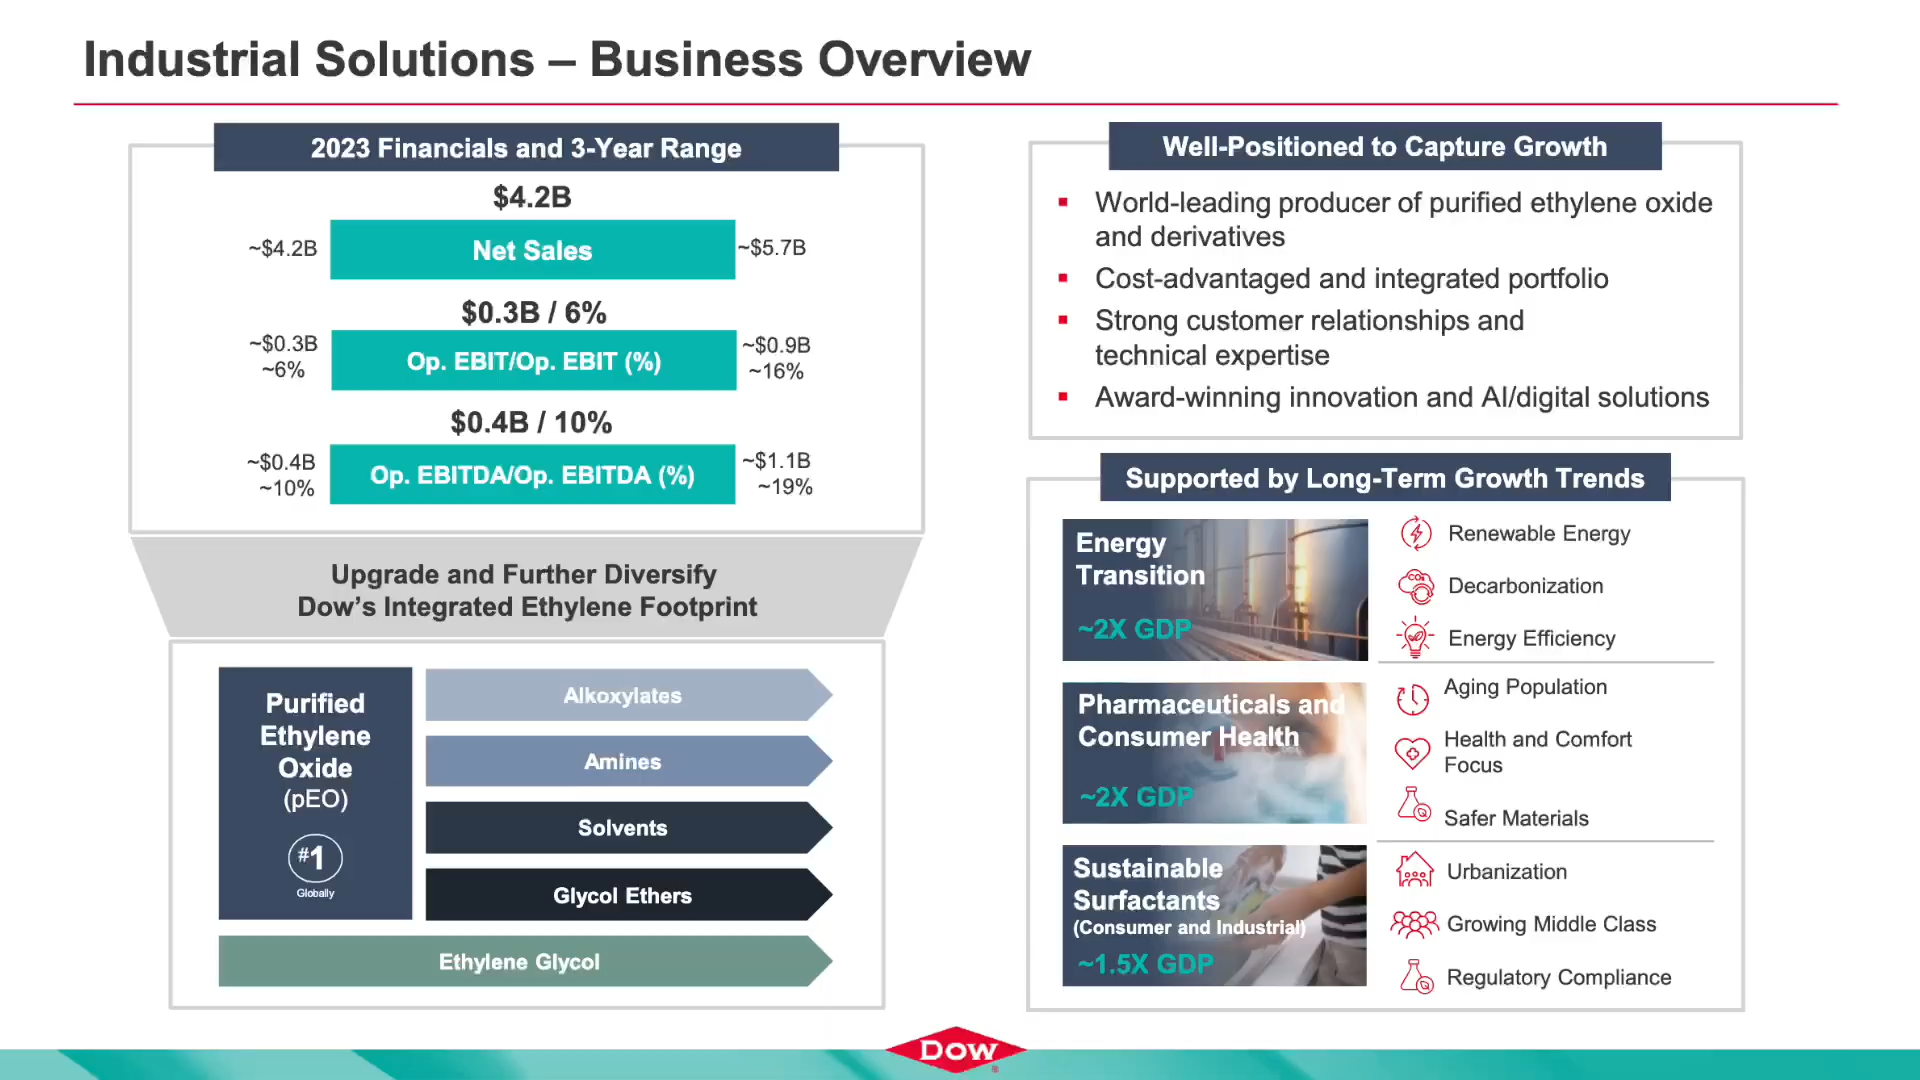 Industrial Solutions – Business Overview
2023 Financials and 3-Year Range
$4.2B
~$4.2B
Net Sales
~$5.7B
$0.3B / 6%
~$0.3B
~6%
Op. EBIT/Op. EBIT (%)
~$0.9B
~16%
$0.4B / 10%
~$0.4B
~10%
Op. EBITDA/Op. EBITDA (%)
~$1.1B
~19%
Upgrade and Further Diversify
Dow’s Integrated Ethylene Footprint
Purified
Ethylene
Oxide
(pEO)
#1
Globally
Alkoxylates
Amines
Solvents
Glycol Ethers
Ethylene Glycol
Well-Positioned to Capture Growth
▪ World-leading producer of purified ethylene oxide
and derivatives
▪ Cost-advantaged and integrated portfolio
▪ Strong customer relationships and
technical expertise
▪ Award-winning innovation and AI/digital solutions
Supported by Long-Term Growth Trends
Energy
Transition
~2X GDP
Renewable Energy
CO₂
Decarbonization
Energy Efficiency
Pharmaceuticals and
Consumer Health
~2X GDP
Aging Population
Health and Comfort
Focus
Safer Materials
Sustainable
Surfactants
(Consumer and Industrial)
~1.5X GDP
Urbanization
Growing Middle Class
Regulatory Compliance
DOW
®